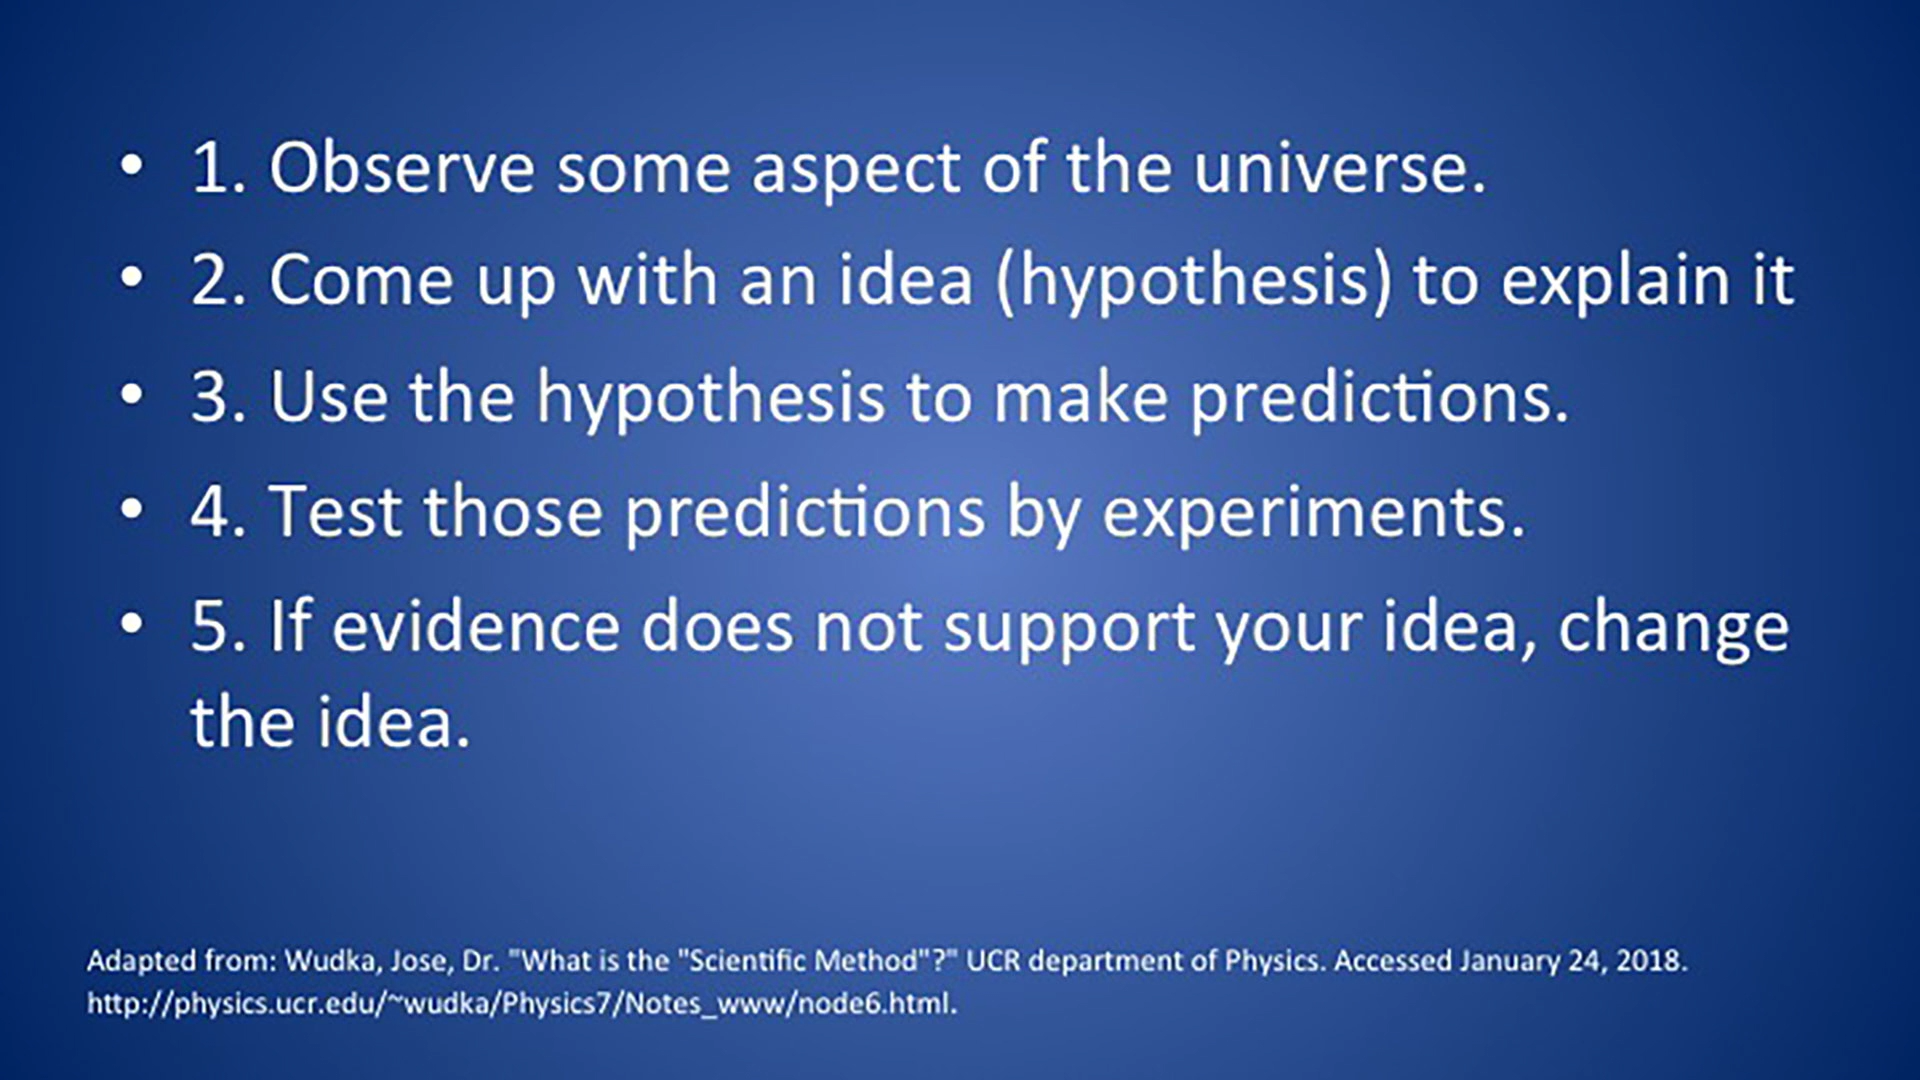 • 1. Observe some aspect of the universe.
• 2. Come up with an idea (hypothesis) to explain it
• 3. Use the hypothesis to make predictions.
• 4. Test those predictions by experiments.
• 5. If evidence does not support your idea, change
the idea.
Adapted from: Wudka, Jose, Dr. "What is the "Scientific Method"?" UCR department of Physics. Accessed January 24, 2018.
http://physics.ucr.edu/~wudka/Physics7/Notes_www/node6.html.